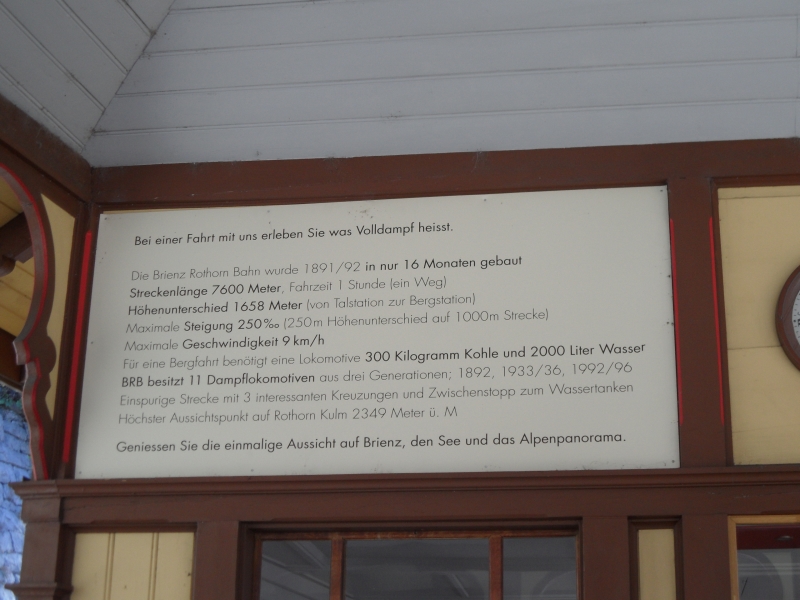 Bei einer Fahrt mit uns erleben Sie was Volldampf heisst.
Die Brienz Rothorn Bahn wurde 1891/92 in nur 16 Monaten gebaut
Streckenlänge 7600 Meter, Fahrzeit 1 Stunde (ein Weg)
Höhenunterschied 1658 Meter (von Talstation zur Bergstation)
Maximale Steigung 250‰ (250m Höhenunterschied auf 1000m Strecke)
Maximale Geschwindigkeit 9 km/h
Für eine Bergfahrt benötigt eine Lokomotive 300 Kilogramm Kohle und 2000 Liter Wasser
BRB besitzt 11 Dampflokomotiven aus drei Generationen; 1892, 1933/36, 1992/96
Einspurige Strecke mit 3 interessanten Kreuzungen und Zwischenstopp zum Wassertanken
Höchster Aussichtspunkt auf Rothorn Kulm 2349 Meter ü. M
Geniessen Sie die einmalige Aussicht auf Brienz, den See und das Alpenpanorama.